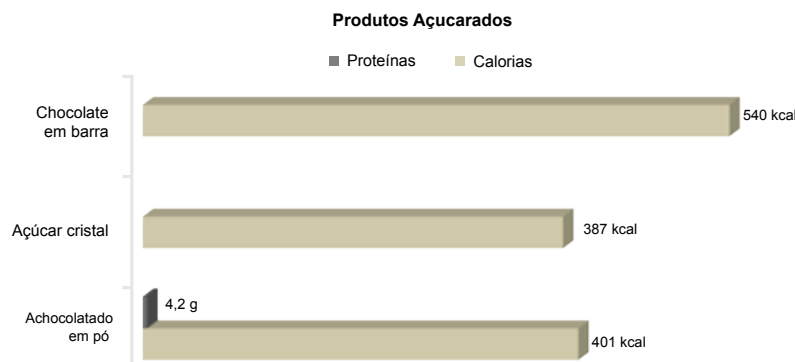 Produtos Açucarados
Proteínas Calorias
Chocolate
em barra
540 kcal
Açúcar cristal
387 kcal
4,2 g
Achocolatado
em pó
401 kcal